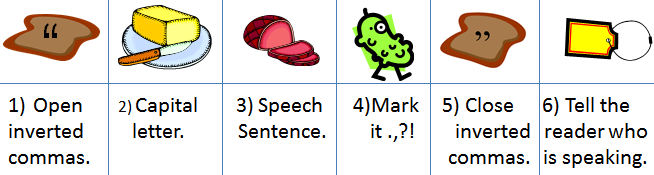 “
”
1) Open
inverted
commas.
2) Capital
letter.
3) Speech
Sentence.
4)Mark
it .,?!
5) Close
inverted
commas.
6) Tell the
reader who
is speaking.